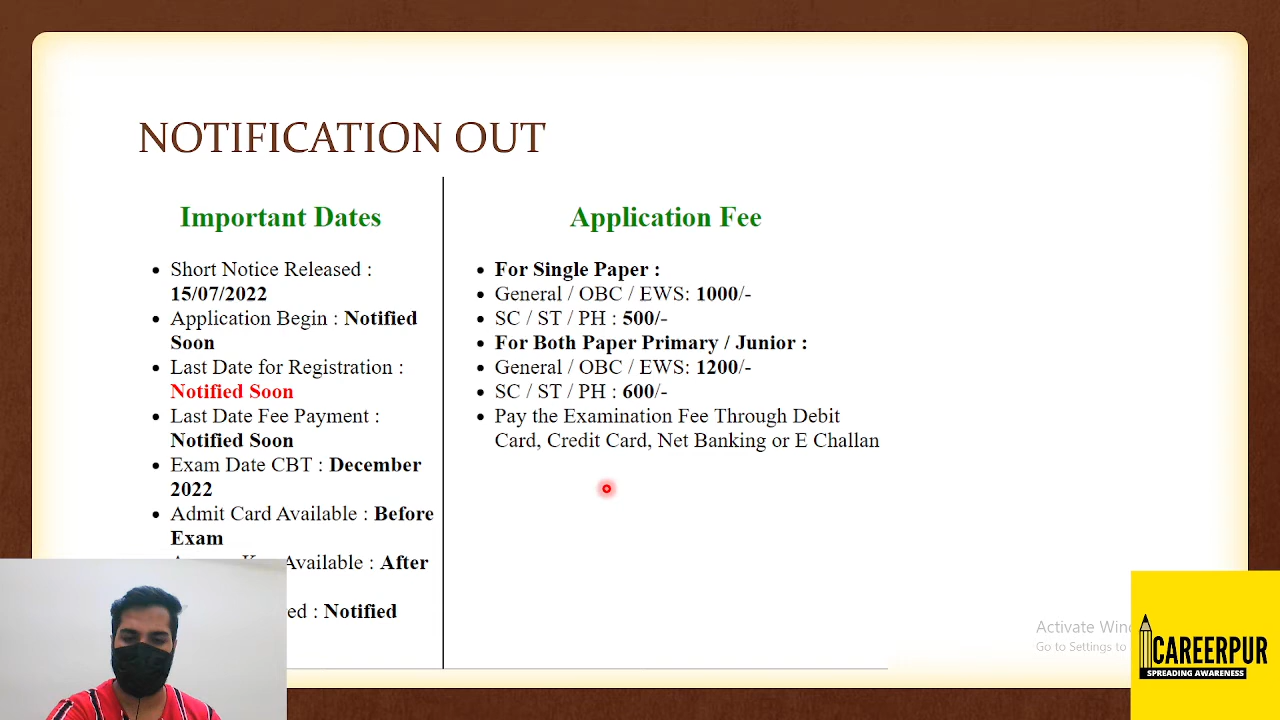 NOTIFICATION OUT
Important Dates
Short Notice Released :
15/07/2022
Application Begin : Notified
Soon
Last Date for Registration :
Notified Soon
Last Date Fee Payment :
Notified Soon
Exam Date CBT : December
2022
Admit Card Available : Before
Exam
Available : After
: Notified
Application Fee
For Single Paper :
General / OBC / EWS: 1000/-
SC / ST / PH : 500/-
For Both Paper Primary / Junior :
General / OBC / EWS: 1200/-
SC / ST / PH : 600/-
Pay the Examination Fee Through Debit
Card, Credit Card, Net Banking or E Challan
Activate
Go to Settings to
CAREERPUR
SPREADING AWARENESS